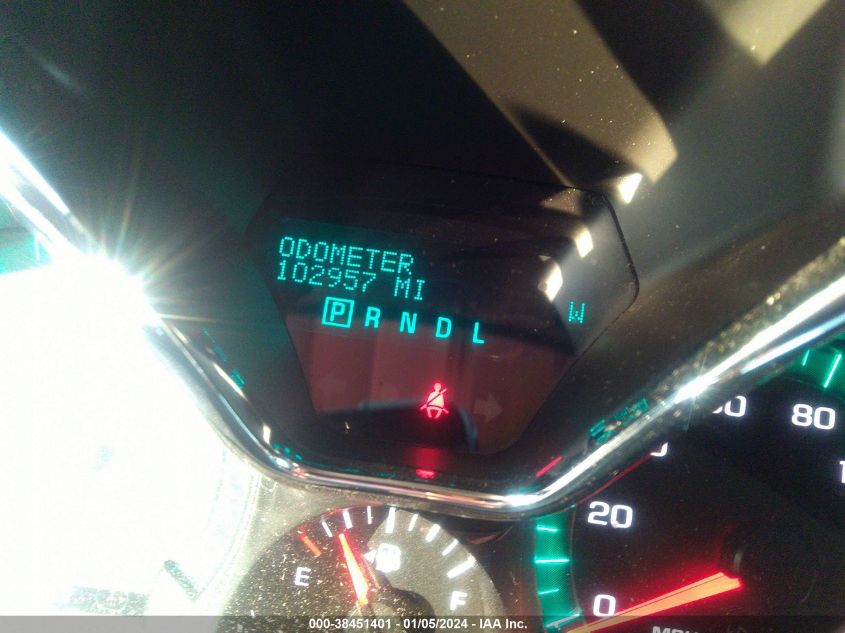 ODOMETER
102957 MI
P R N D L
W
80
20
0
E
F
000-38451401 - 01/05/2024 - IAA Inc.